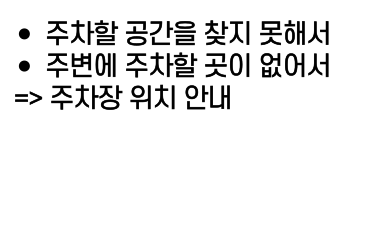 ● 주차할 공간을 찾지 못해서
● 주변에 주차할 곳이 없어서
=> 주차장 위치 안내